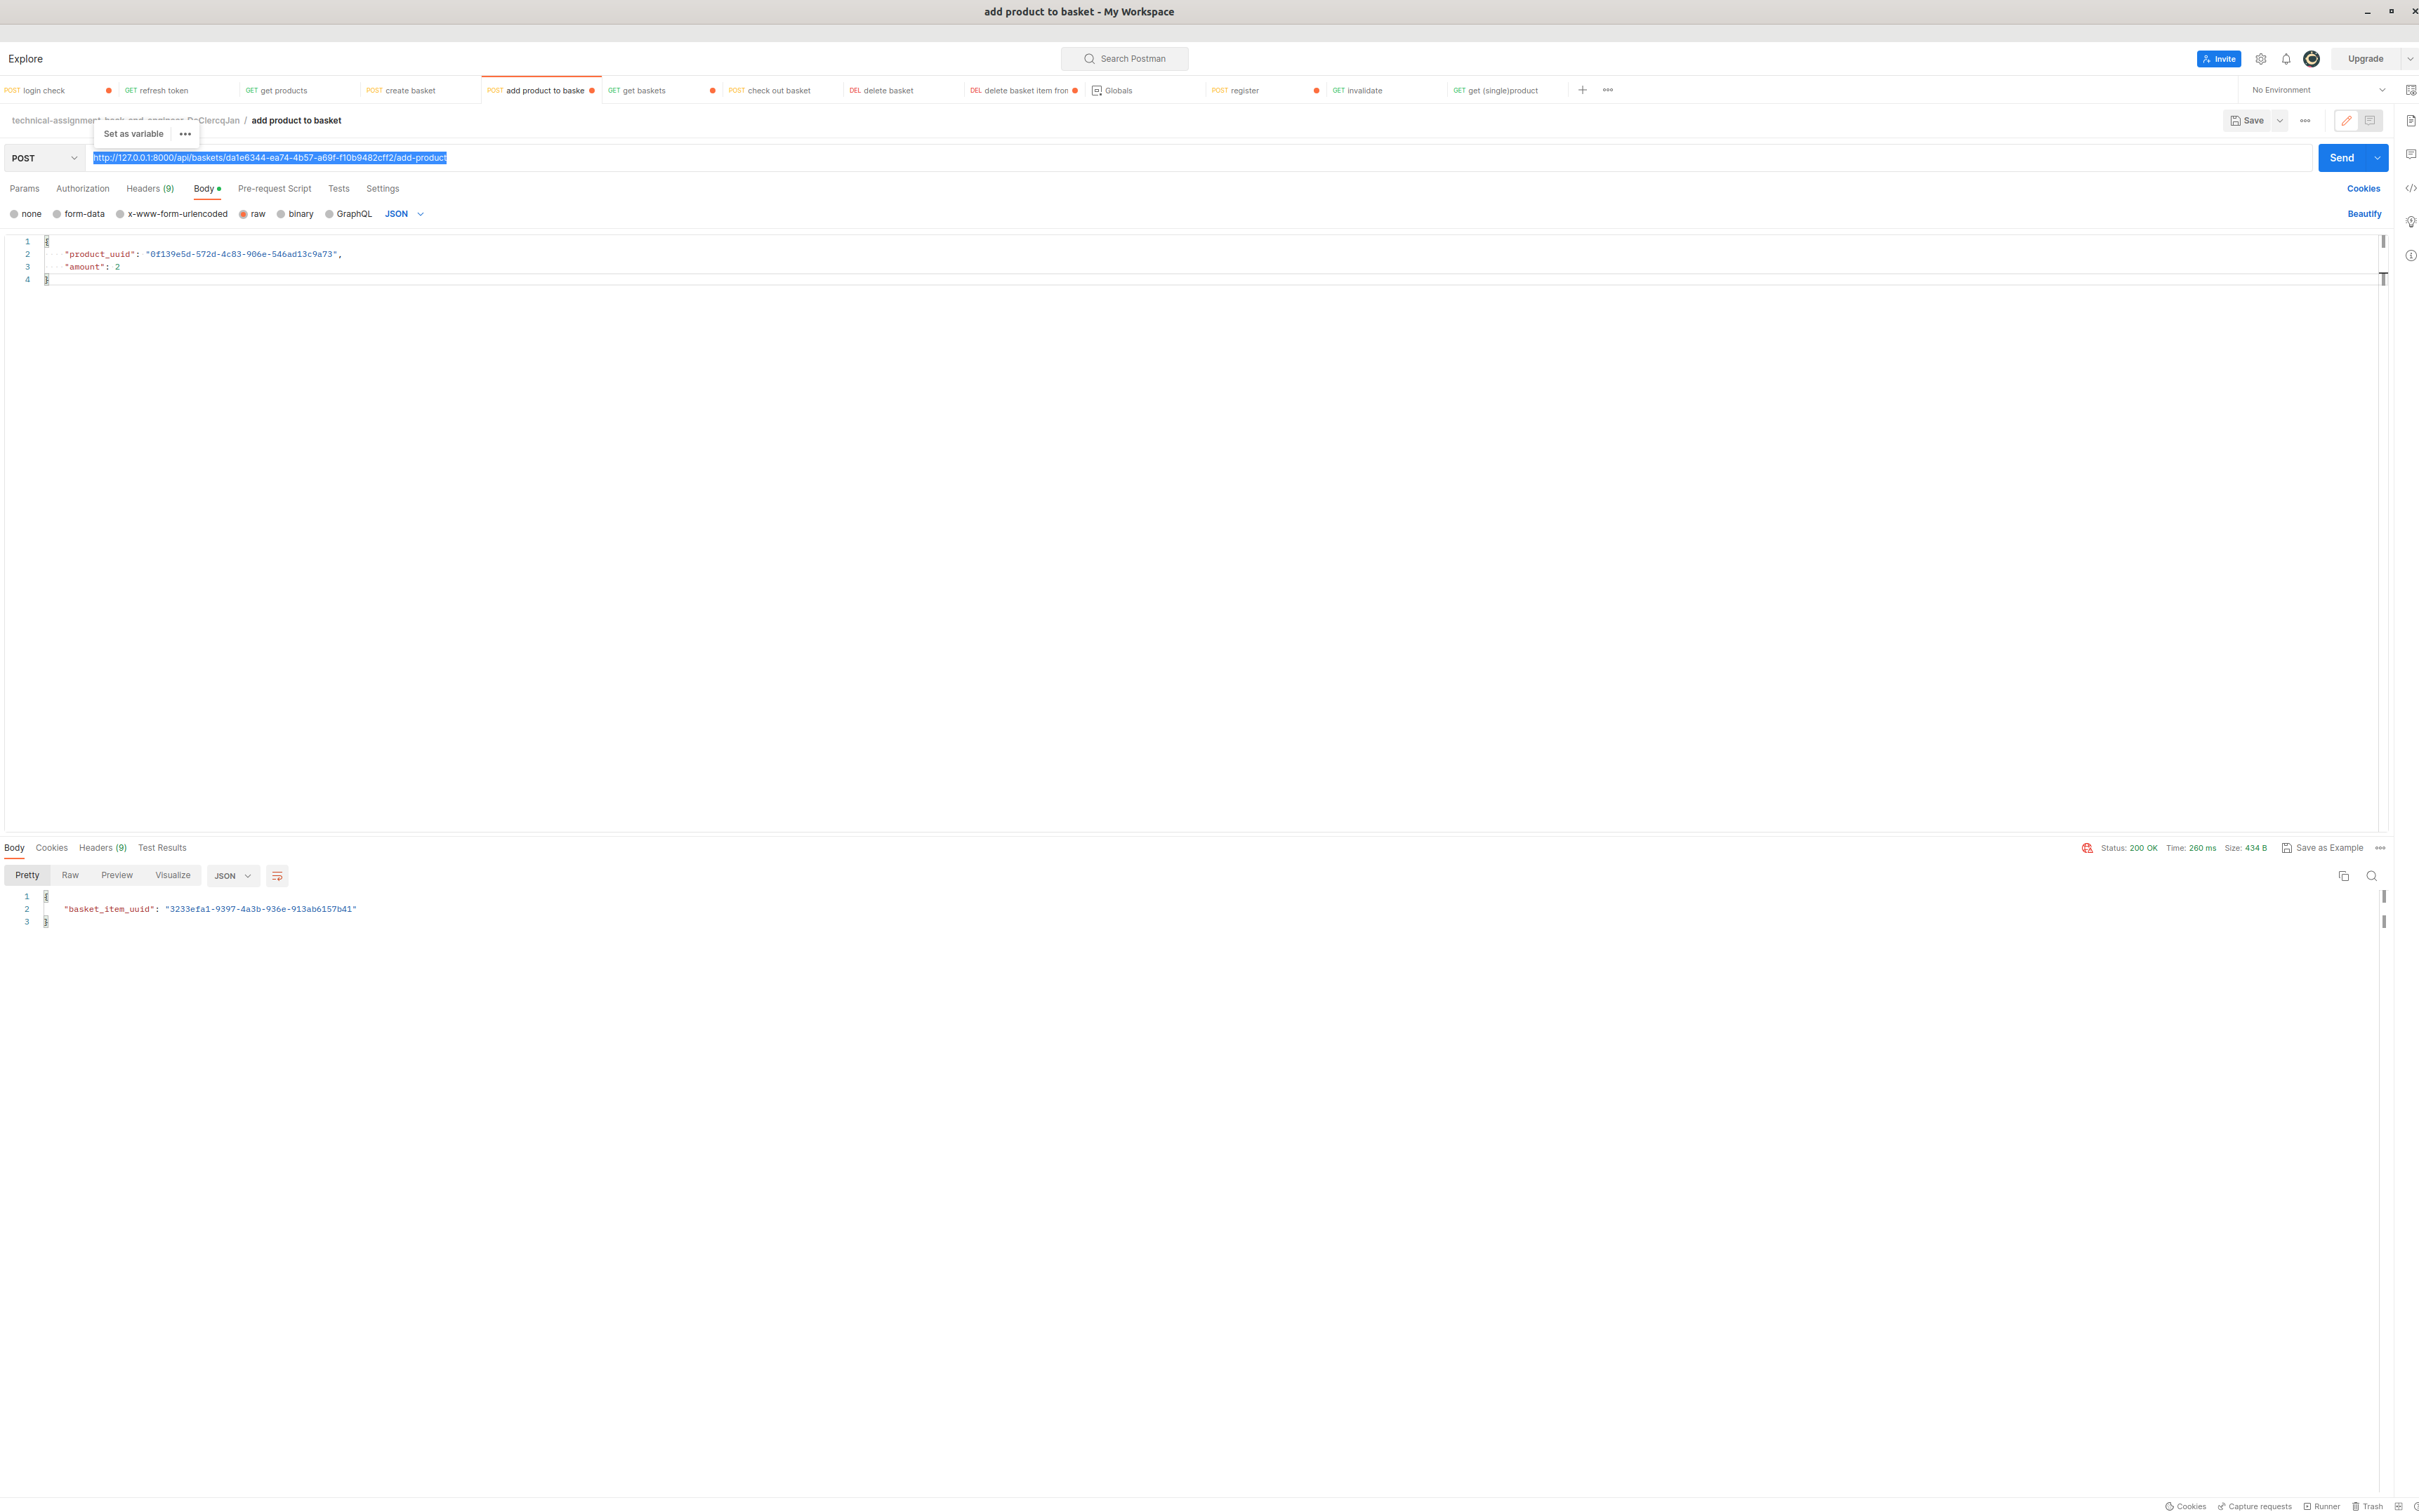 add product to basket - My Workspace
Explore
Search Postman
Invite
Upgrade
POST login check
GET refresh token
GET get products
POST create basket
POST add product to baske
GET get baskets
POST check out basket
DEL delete basket
DEL delete basket item fron
Globals
POST register
GET invalidate
GET get (single)product
No Environment
technical-assignment / add product to basket
Save
Set as variable
POST
http://127.0.0.1:8000/api/baskets/da1e6344-ea74-4b57-a69f-f10b9482cff2/add-product
Send
Params Authorization Headers (9) Body Pre-request Script Tests Settings
Cookies
none form-data x-www-form-urlencoded raw binary GraphQL JSON
Beautify
1 {
2 "product_uuid": "0f139e5d-572d-4c83-906e-546ad13c9a73",
3 "amount": 2
4 }
Body Cookies Headers (9) Test Results
Status: 200 OK Time: 260 ms Size: 434 B Save as Example
Pretty Raw Preview Visualize JSON
1 {
2 "basket_item_uuid": "3233efa1-9397-4a3b-936e-913ab6157b41"
3 }
Cookies Capture requests Runner Trash